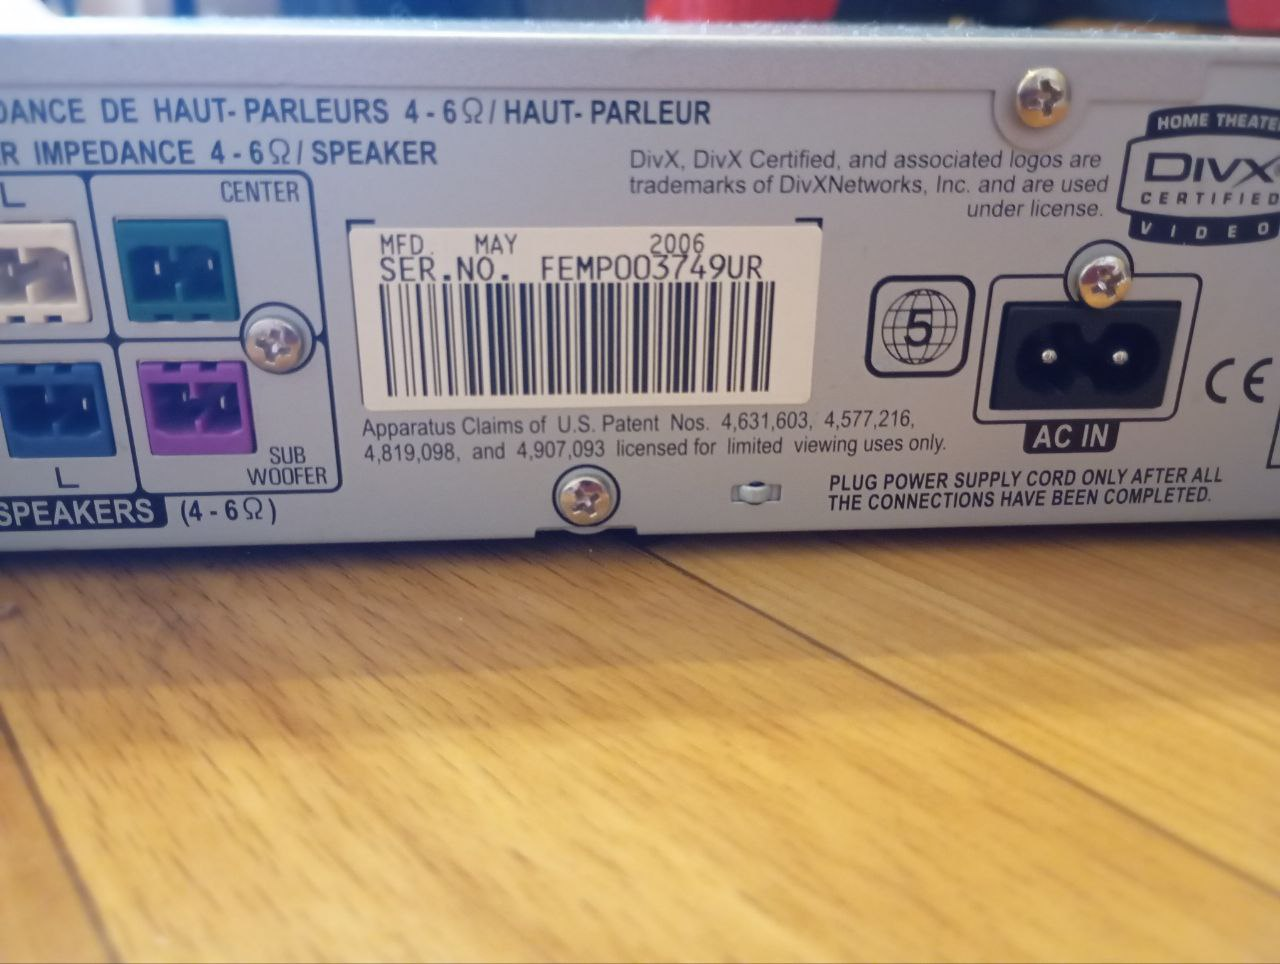 DANCE DE HAUT-PARLEURS 4-6Ω/HAUT-PARLEUR
R IMPEDANCE 4-6Ω/SPEAKER
L
CENTER
L
SUB
WOOFER
SPEAKERS (4-6Ω)
MFD. MAY 2006
SER.NO. FEMP003749UR
Apparatus Claims of U.S. Patent Nos. 4,631,603, 4,577,216,
4,819,098, and 4,907,093 licensed for limited viewing uses only.
DivX, DivX Certified, and associated logos are
trademarks of DivXNetworks, Inc. and are used
under license.
HOME THEATE
DIVX
CERTIFIED
VIDEO
5
AC IN
CE
PLUG POWER SUPPLY CORD ONLY AFTER ALL
THE CONNECTIONS HAVE BEEN COMPLETED.